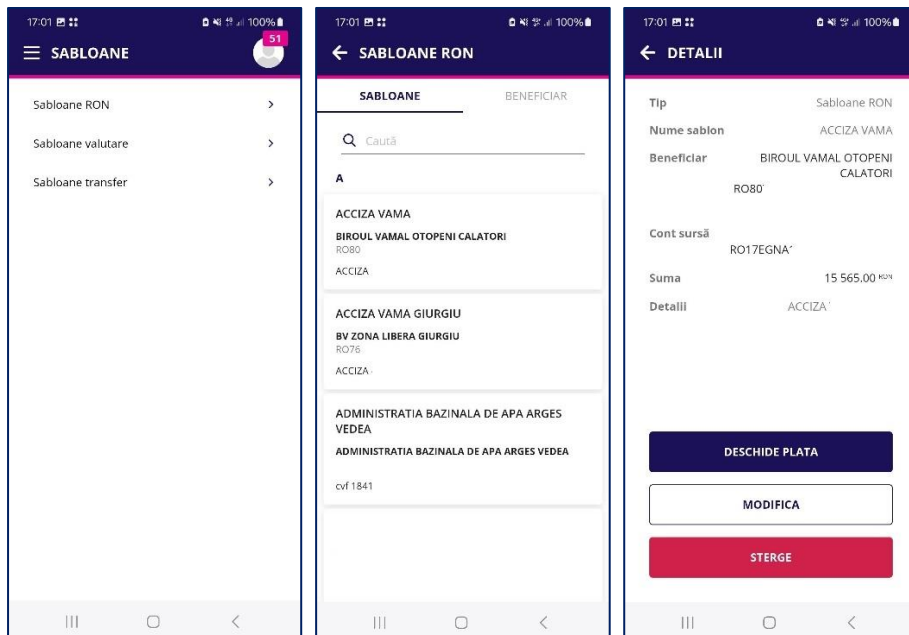 17:01
100%
SABLOANE
51
Sabloane RON
Sabloane valutare
Sabloane transfer
17:01
100%
SABLOANE RON
SABLOANE
BENEFICIAR
Caută
A
ACCIZA VAMA
BIROUL VAMAL OTOPENI CALATORI
RO80
ACCIZA
ACCIZA VAMA GIURGIU
BV ZONA LIBERA GIURGIU
RO76
ACCIZA
ADMINISTRATIA BAZINALA DE APA ARGES
VEDEA
ADMINISTRATIA BAZINALA DE APA ARGES VEDEA
cvf 1841
17:01
100%
DETALII
Tip Sabloane RON
Nume sablon ACCIZA VAMA
Beneficiar BIROUL VAMAL OTOPENI
CALATORI
RO80
Cont sursă
RO17EGNA
Suma 15 565.00 RON
Detalii ACCIZA
DESCHIDE PLATA
MODIFICA
STERGE